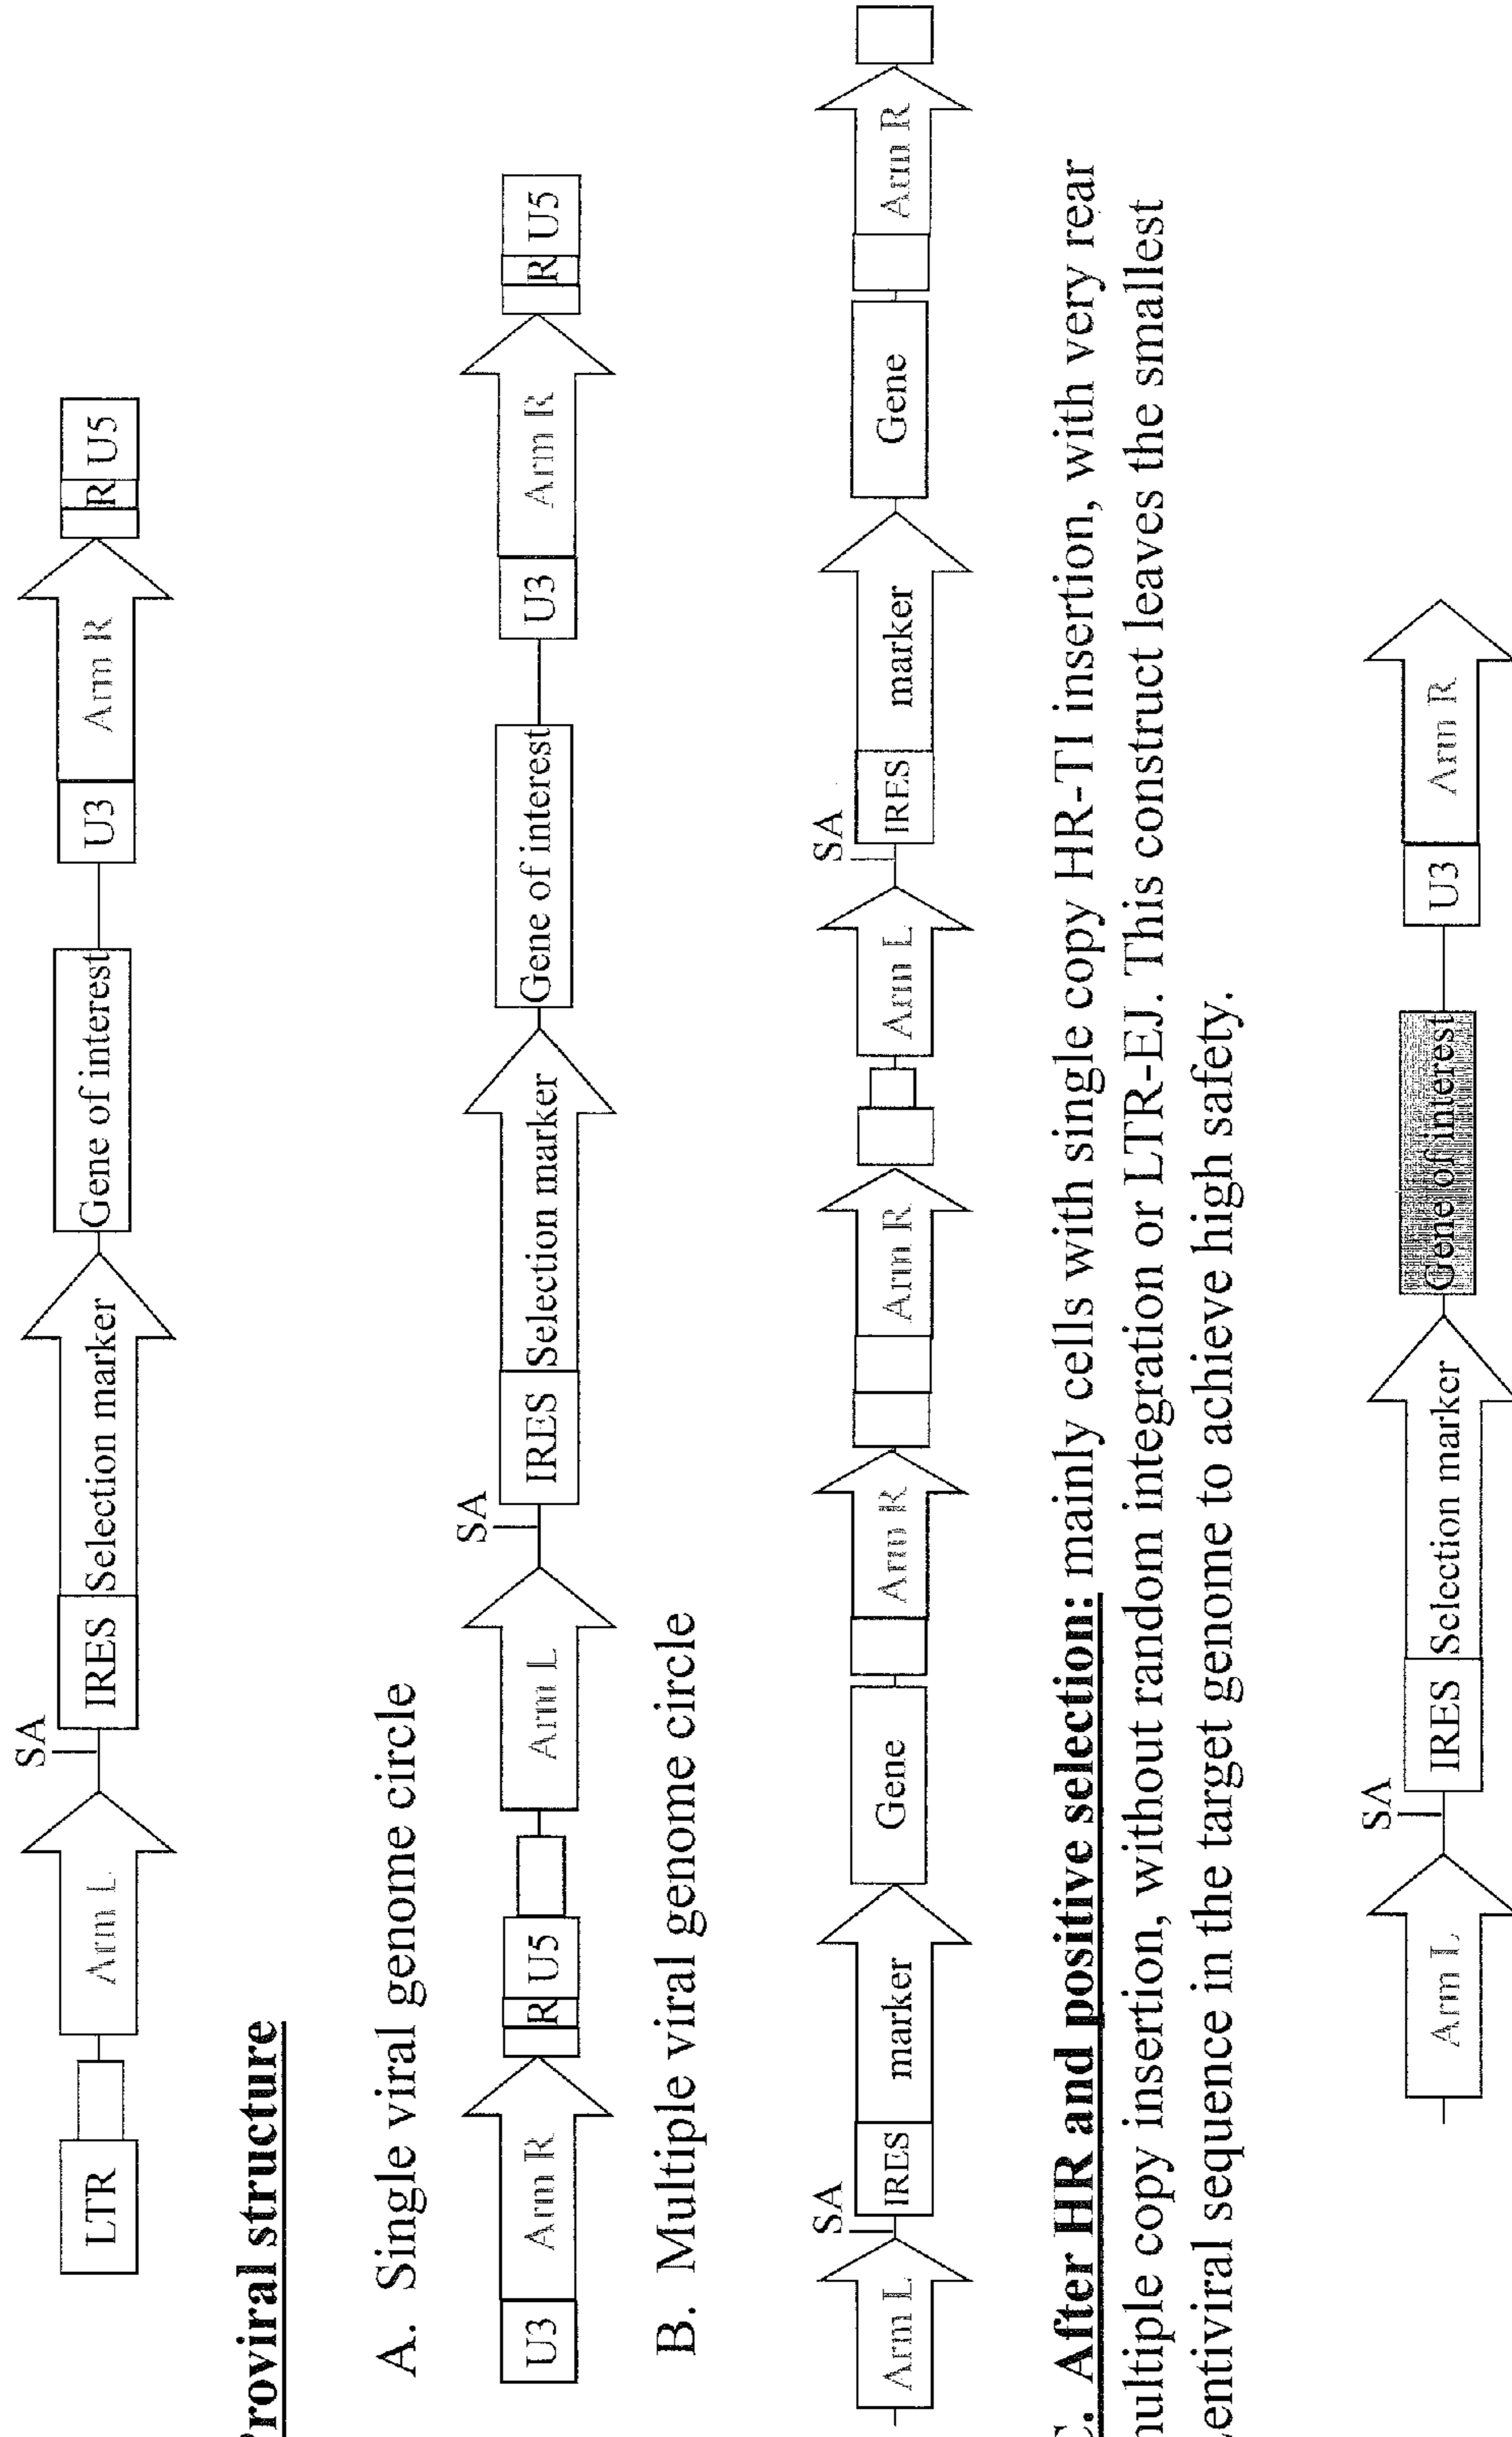 SA
LTR Arm L IRES Selection marker Gene of interest U3 Arm R R U5
Proviral structure
A. Single viral genome circle
SA
U3 Arm R R U5 Arm L IRES Selection marker Gene of interest U3 Arm R R U5
B. Multiple viral genome circle
SA SA
Arm L IRES marker Gene Arm R Arm R Arm L IRES marker Gene Arm R
C. After HR and positive selection: mainly cells with single copy HR-TI insertion, with very rear
multiple copy insertion, without random integration or LTR-EJ. This construct leaves the smallest
entiviral sequence in the target genome to achieve high safety.
SA
Arm L IRES Selection marker Gene of interest U3 Arm R